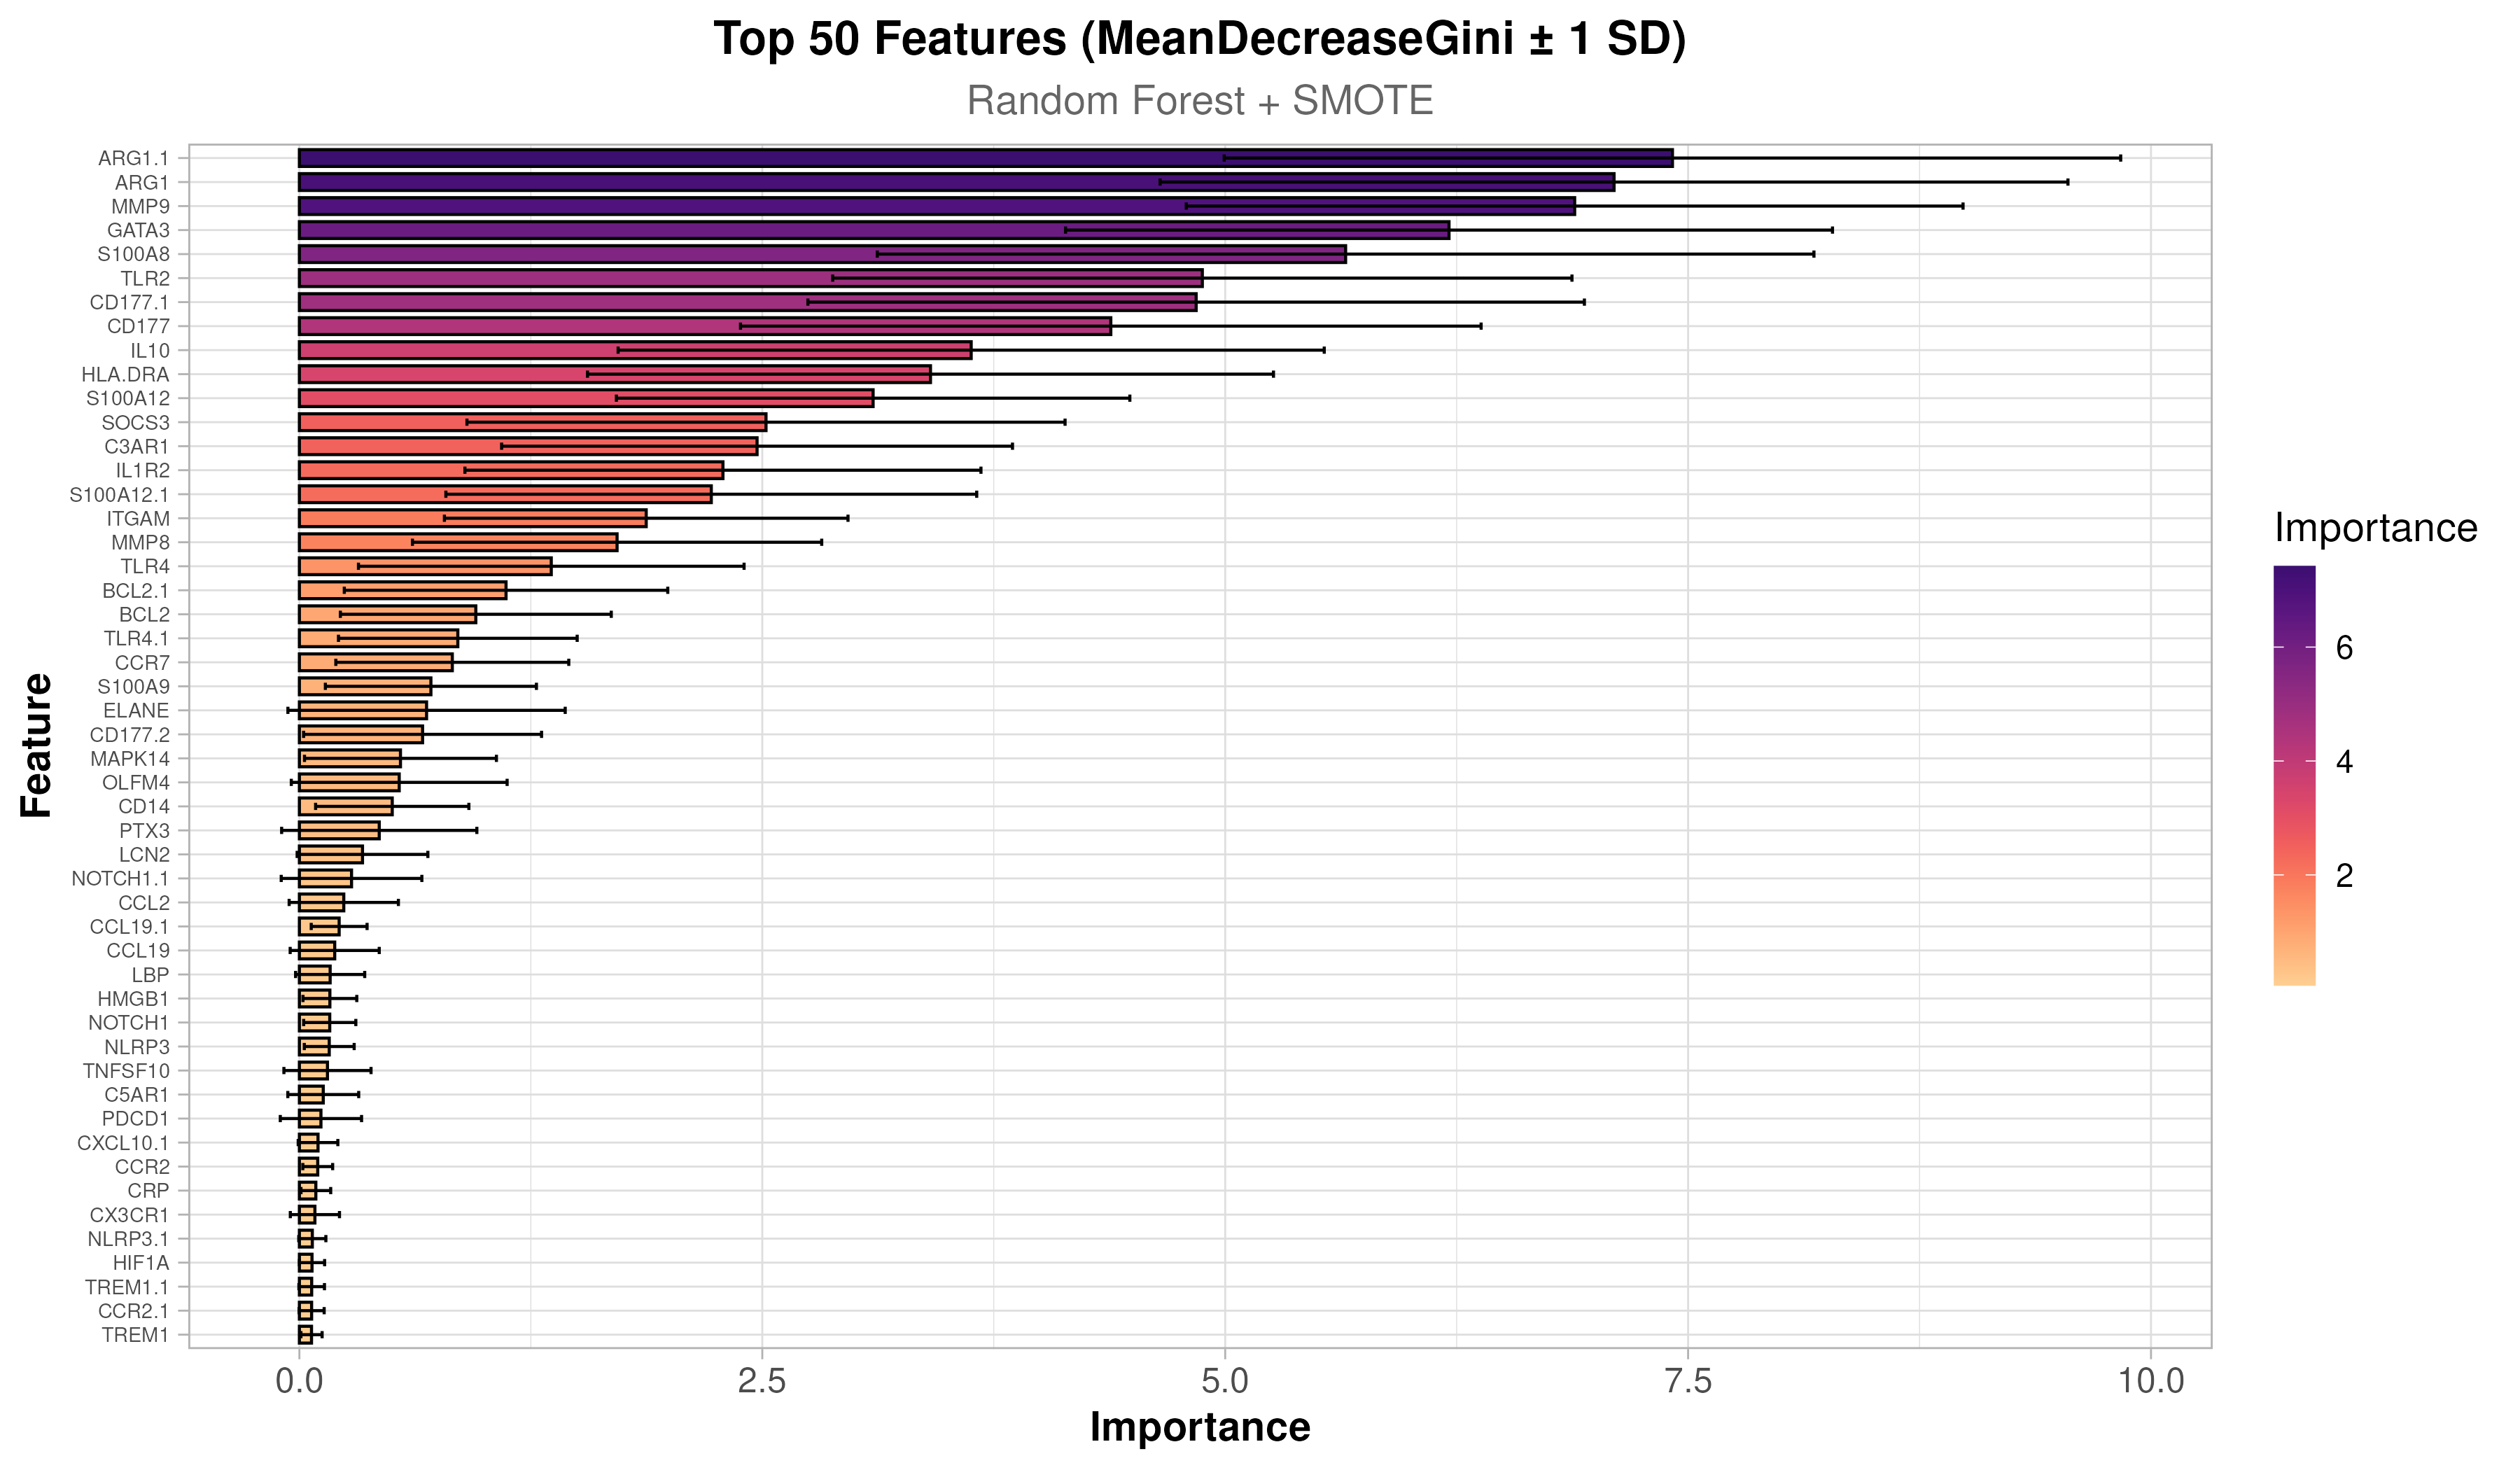 Top 50 Features (MeanDecreaseGini ± 1 SD)
Random Forest + SMOTE
Feature
ARG1.1
ARG1
MMP9
GATA3
S100A8
TLR2
CD177.1
CD177
IL10
HLA.DRA
S100A12
SOCS3
C3AR1
IL1R2
S100A12.1
ITGAM
MMP8
TLR4
BCL2.1
BCL2
TLR4.1
CCR7
S100A9
ELANE
CD177.2
MAPK14
OLFM4
CD14
PTX3
LCN2
NOTCH1.1
CCL2
CCL19.1
CCL19
LBP
HMGB1
NOTCH1
NLRP3
TNFSF10
C5AR1
PDCD1
CXCL10.1
CCR2
CRP
CX3CR1
NLRP3.1
HIF1A
TREM1.1
CCR2.1
TREM1
0.0 2.5 5.0 7.5 10.0
Importance
Importance
6
4
2